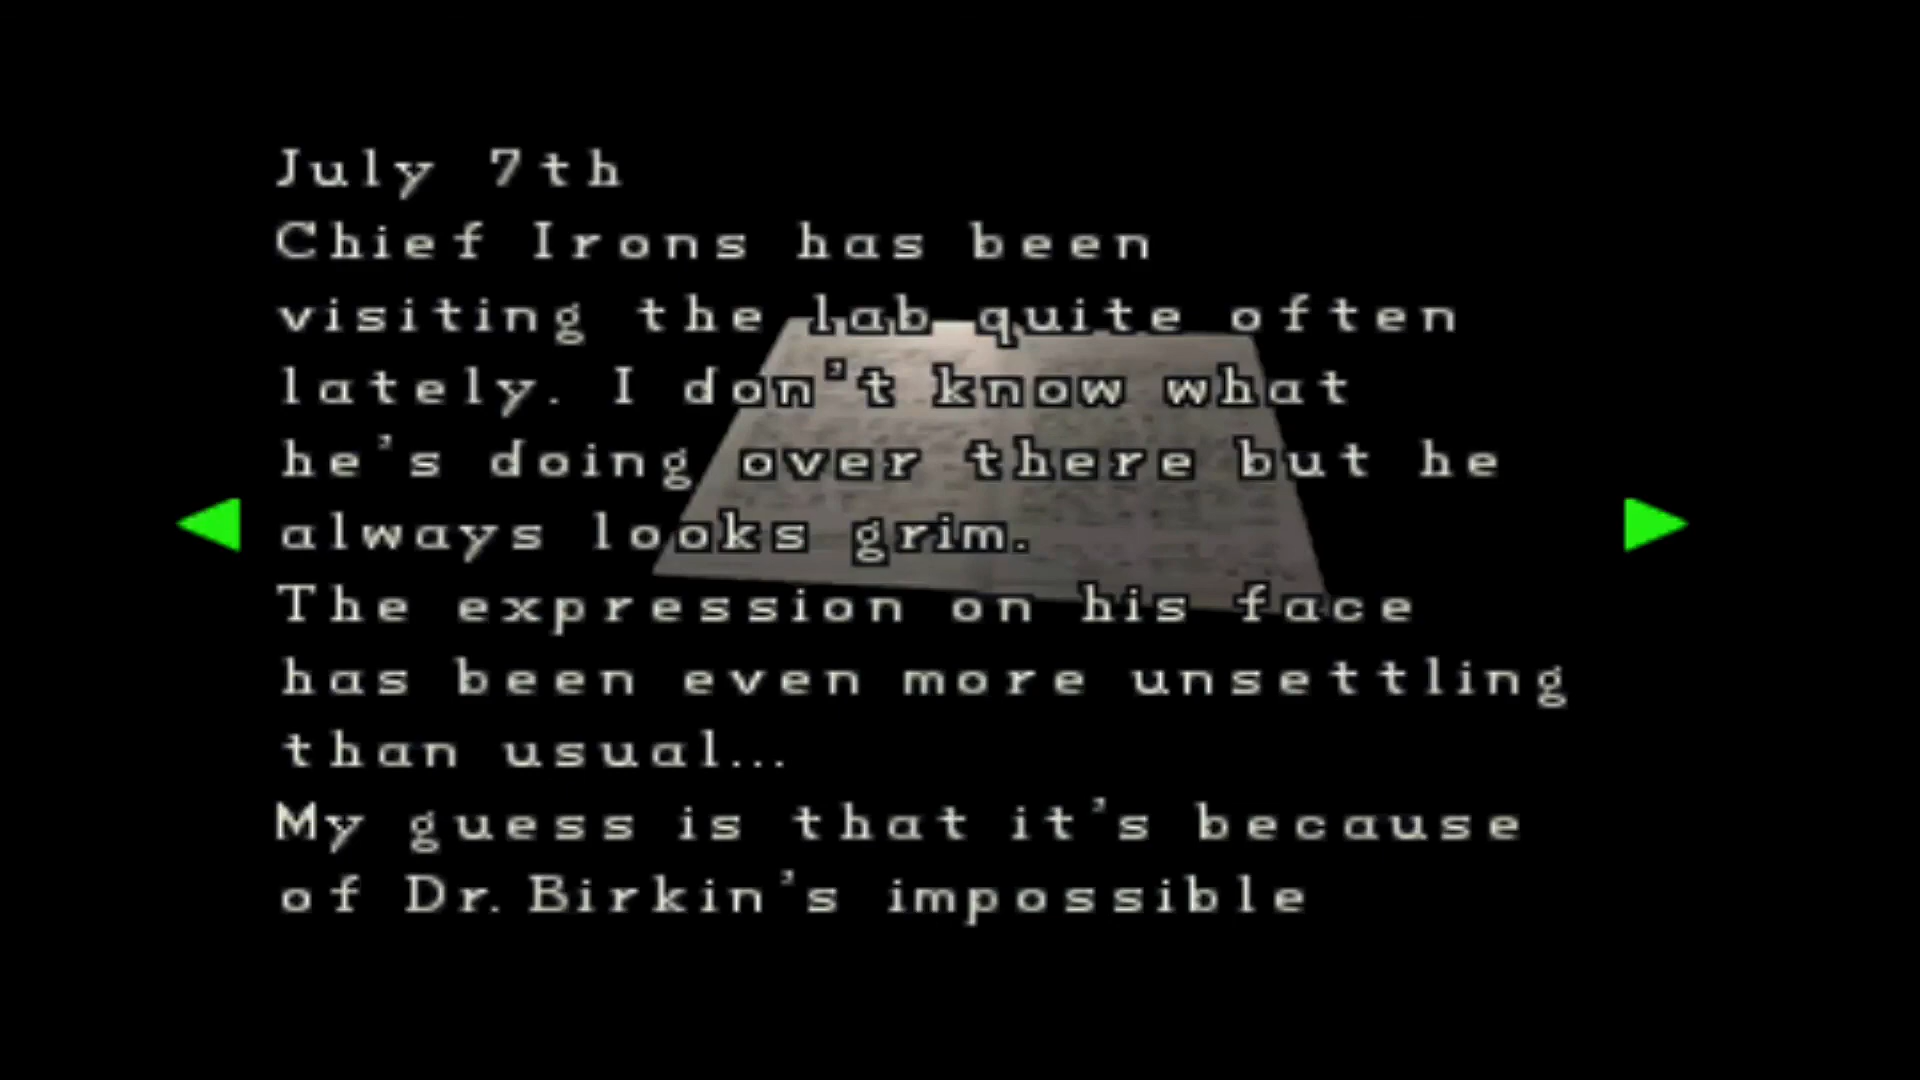 July 7th
Chief Irons has been
visiting the lab quite often
lately. I don't know what
he's doing over there but he
always looks grim.
The expression on his face
has been even more unsettling
than usual...
My guess is that it's because
of Dr. Birkin's impossible